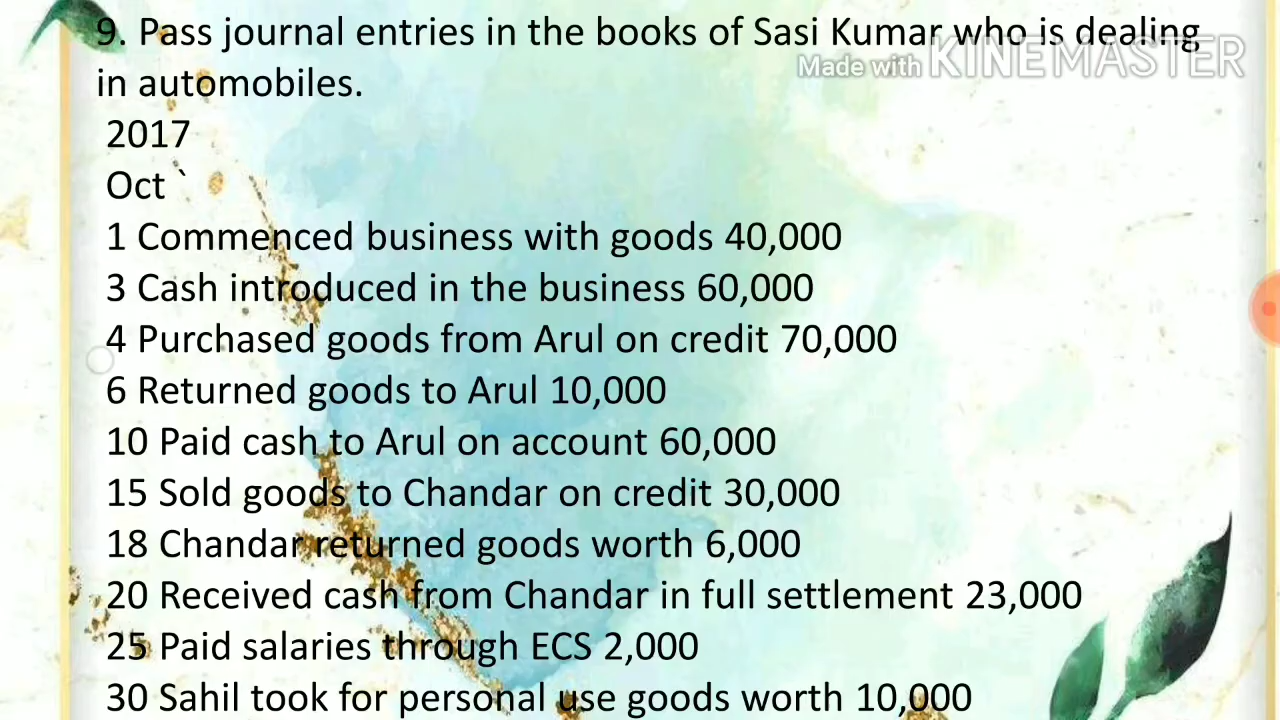 9. Pass journal entries in the books of Sasi Kumar who is dealing
Made with KINEMASTER
in automobiles.
2017
Oct `
1 Commenced business with goods 40,000
3 Cash introduced in the business 60,000
4 Purchased goods from Arul on credit 70,000
6 Returned goods to Arul 10,000
10 Paid cash to Arul on account 60,000
15 Sold goods to Chandar on credit 30,000
18 Chandar returned goods worth 6,000
20 Received cash from Chandar in full settlement 23,000
25 Paid salaries through ECS 2,000
30 Sahil took for personal use goods worth 10,000